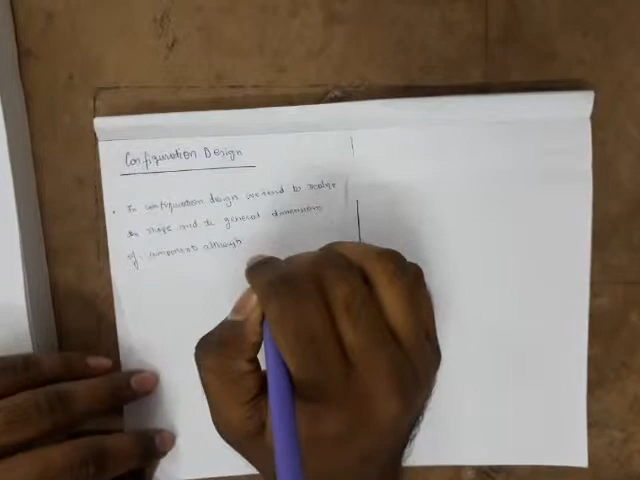 Configuration Design
• In configuration design we tend to realize
the shape and the general dimensions
of components although